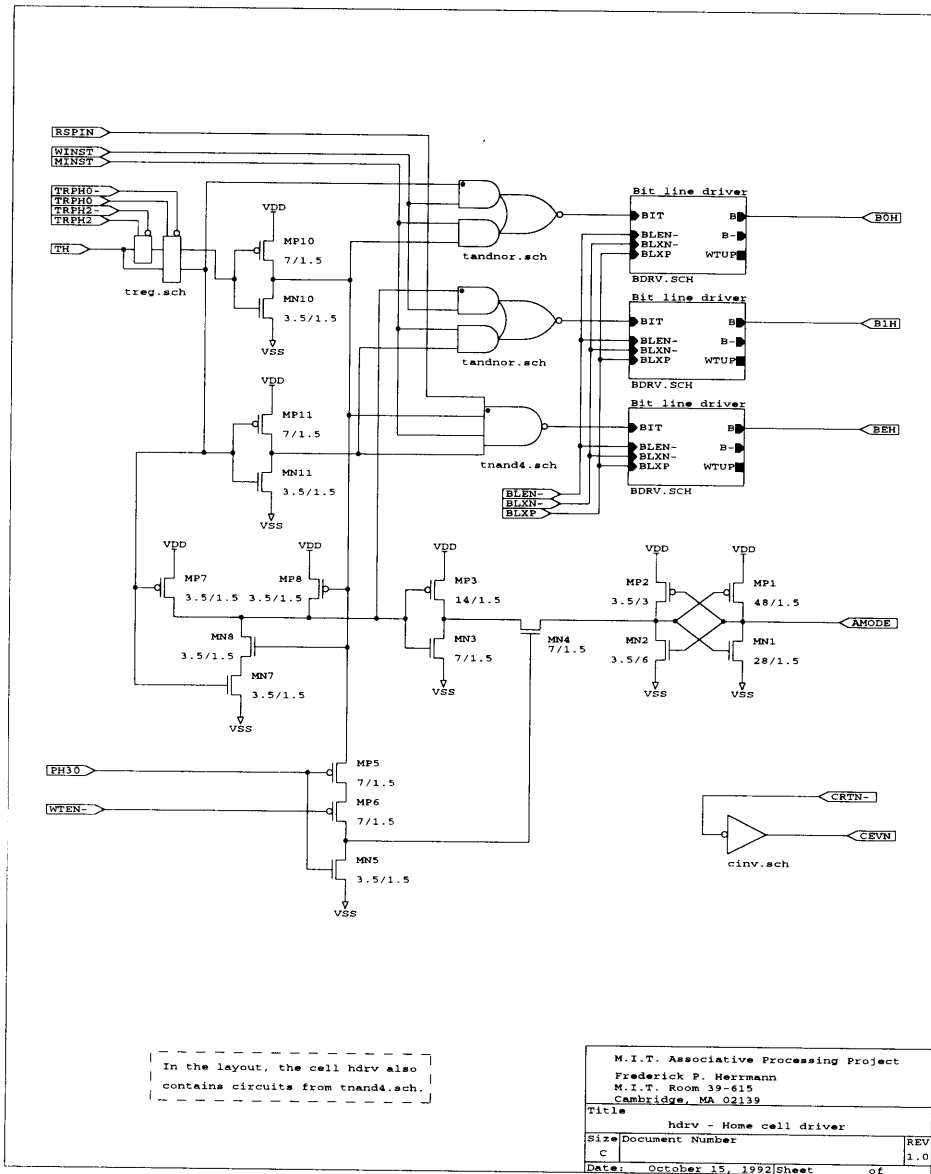 RSPIN
WINST
MINST
TRPH0-
TRPH0
TRPH2-
TRPH2
TH
treg.sch
VDD
MP10
7/1.5
MN10
3.5/1.5
VSS
tandnor.sch
Bit line driver
BIT
BLEN-
BLXN-
BLXP
B
B-
WTUP
BDRV.SCH
B0H
tandnor.sch
Bit line driver
BIT
BLEN-
BLXN-
BLXP
B
B-
WTUP
BDRV.SCH
B1H
VDD
MP11
7/1.5
MN11
3.5/1.5
VSS
tnand4.sch
Bit line driver
BIT
BLEN-
BLXN-
BLXP
B
B-
WTUP
BDRV.SCH
BEH
BLEN-
BLXN-
BLXP
VDD
MP7
3.5/1.5
VDD
MP8
3.5/1.5
MN8
3.5/1.5
MN7
3.5/1.5
VSS
VDD
MP3
14/1.5
MN3
7/1.5
VSS
MN4
7/1.5
VDD
MP2
3.5/3
MN2
3.5/6
VSS
VDD
MP1
48/1.5
MN1
28/1.5
VSS
AMODE
PH30
WTEN-
MP5
7/1.5
MP6
7/1.5
MN5
3.5/1.5
VSS
CRTN-
CEVN
cinv.sch
In the layout, the cell hdrv also
contains circuits from tnand4.sch.
M.I.T. Associative Processing Project
Frederick P. Herrmann
M.I.T. Room 39-615
Cambridge, MA 02139
Title
hdrv - Home cell driver
Size Document Number REV
C 1.0
Date: October 15, 1992 Sheet of